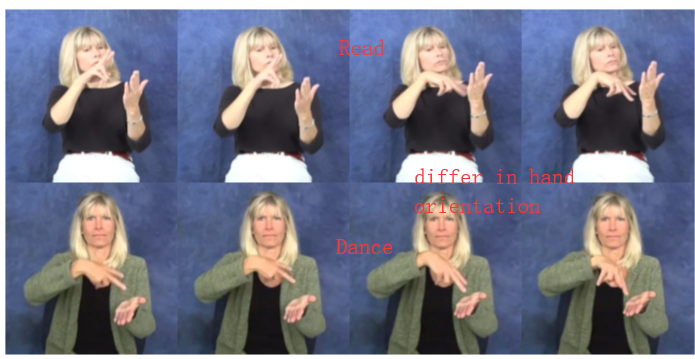 Read
differ in hand
orientation
Dance